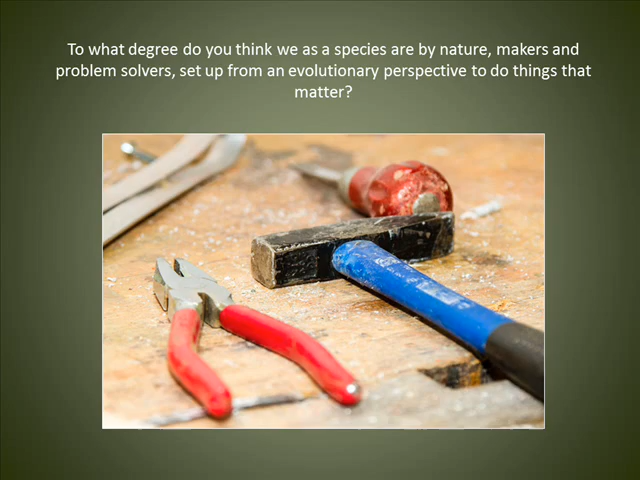 To what degree do you think we as a species are by nature, makers and
problem solvers, set up from an evolutionary perspective to do things that
matter?